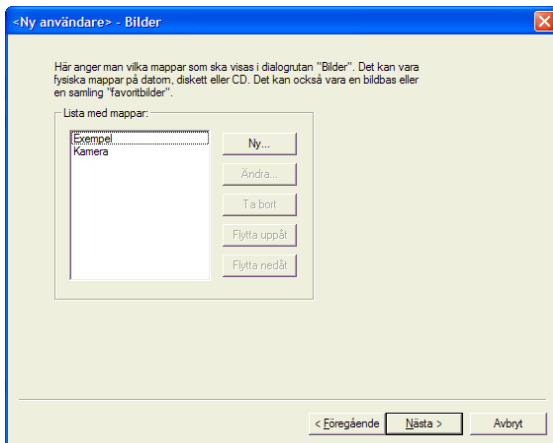 <Ny användare> - Bilder
Här anger man vilka mappar som ska visas i dialogrutan "Bilder". Det kan vara
fysiska mappar på datorn, diskett eller CD. Det kan också vara en bildbas eller
en samling "favoritbilder".
Lista med mappar:
Exempel
Kamera
Ny...
Ändra...
Ta bort
Flytta uppåt
Flytta nedåt
< Föregående
Nästa >
Avbryt